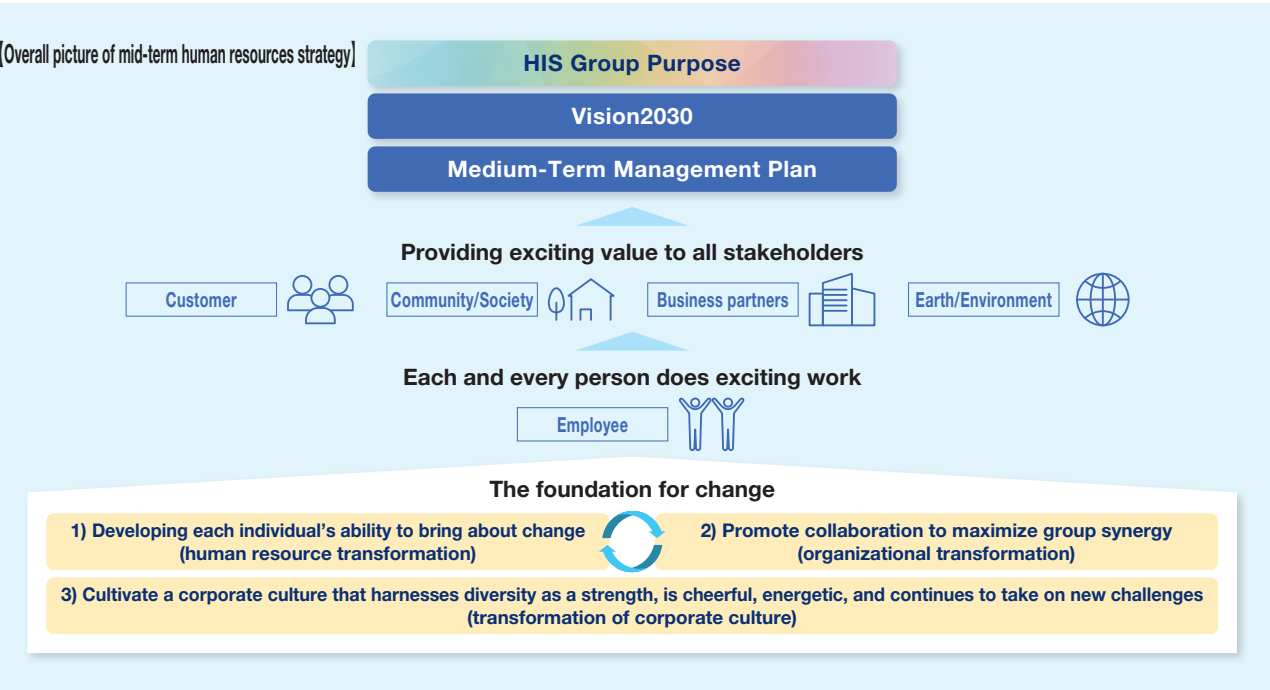 [Overall picture of mid-term human resources strategy]
HIS Group Purpose
Vision2030
Medium-Term Management Plan
Providing exciting value to all stakeholders
Customer
Community/Society
Business partners
Earth/Environment
Each and every person does exciting work
Employee
The foundation for change
1) Developing each individual’s ability to bring about change
(human resource transformation)
2) Promote collaboration to maximize group synergy
(organizational transformation)
3) Cultivate a corporate culture that harnesses diversity as a strength, is cheerful, energetic, and continues to take on new challenges
(transformation of corporate culture)